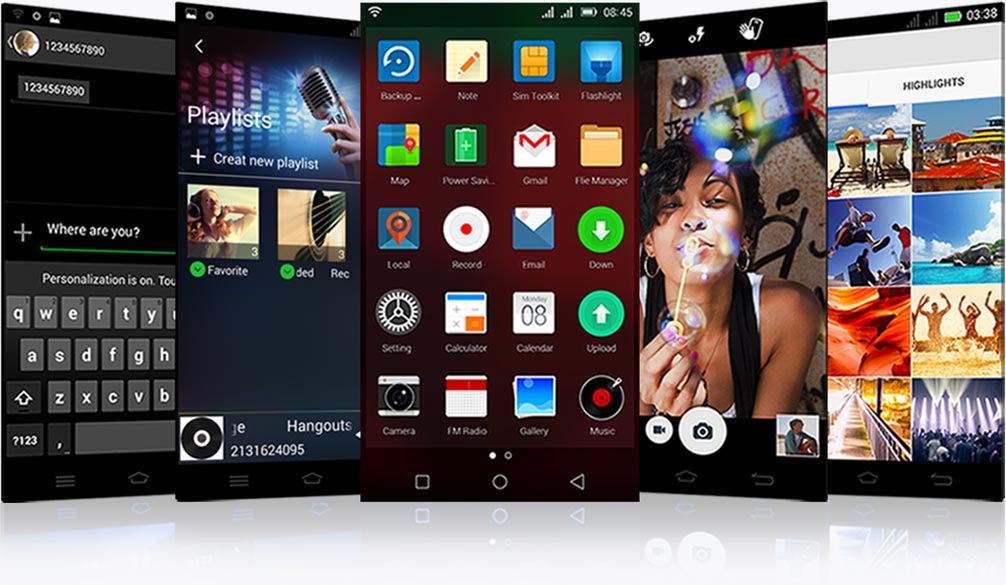 1234567890
1234567890
Where are you?
Personalization is on. Tou
q w e r t y
a s d f g h
z x c v b
?123 ,
Playlists
+ Creat new playlist
3 3
Favorite ded Rec
Hangouts
2131624095
08:45
Backup ... Note Sim Toolkit Flashlight
Map Power Savi... Gmail File Manager
Local Record Email Down
Monday
08
Setting Calculator Calendar Upload
Camera FM Radio Gallery Music
03:38
HIGHLIGHTS